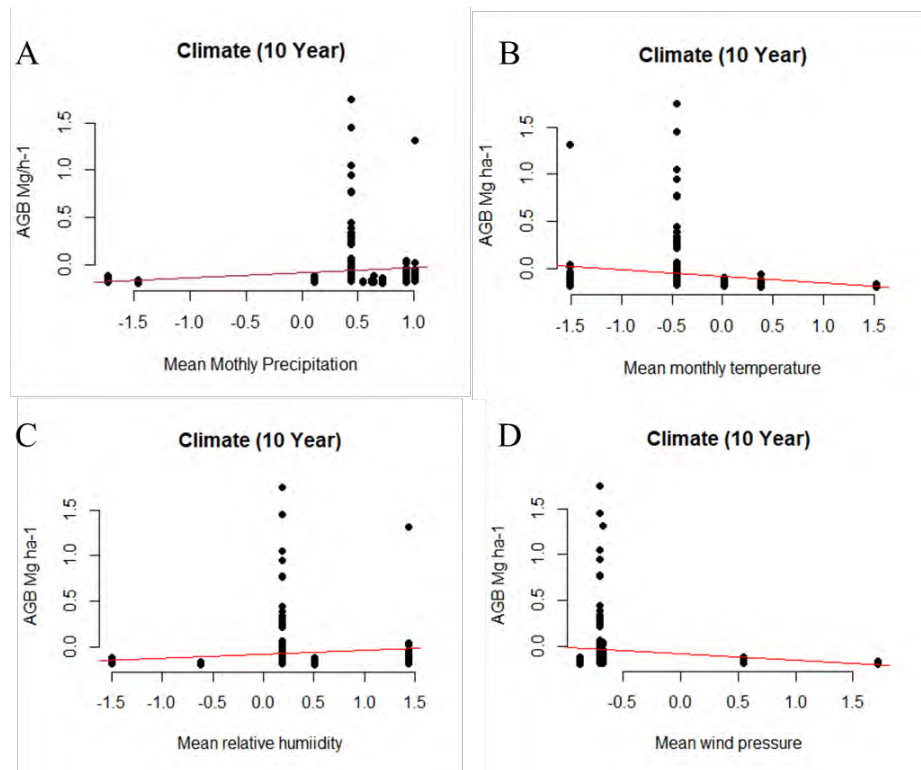 A
Climate (10 Year)
AGB Mg/h-1
1.5
1.0
0.5
0.0
-1.5 -1.0 -0.5 0.0 0.5 1.0
Mean Mothly Precipitation
B
Climate (10 Year)
AGB Mg ha-1
1.5
1.0
0.5
0.0
-1.5 -1.0 -0.5 0.0 0.5 1.0 1.5
Mean monthly temperature
C
Climate (10 Year)
AGB Mg ha-1
1.5
1.0
0.5
0.0
-1.5 -1.0 -0.5 0.0 0.5 1.0 1.5
Mean relative humiidity
D
Climate (10 Year)
AGB Mg ha-1
1.5
1.0
0.5
0.0
-0.5 0.0 0.5 1.0 1.5
Mean wind pressure